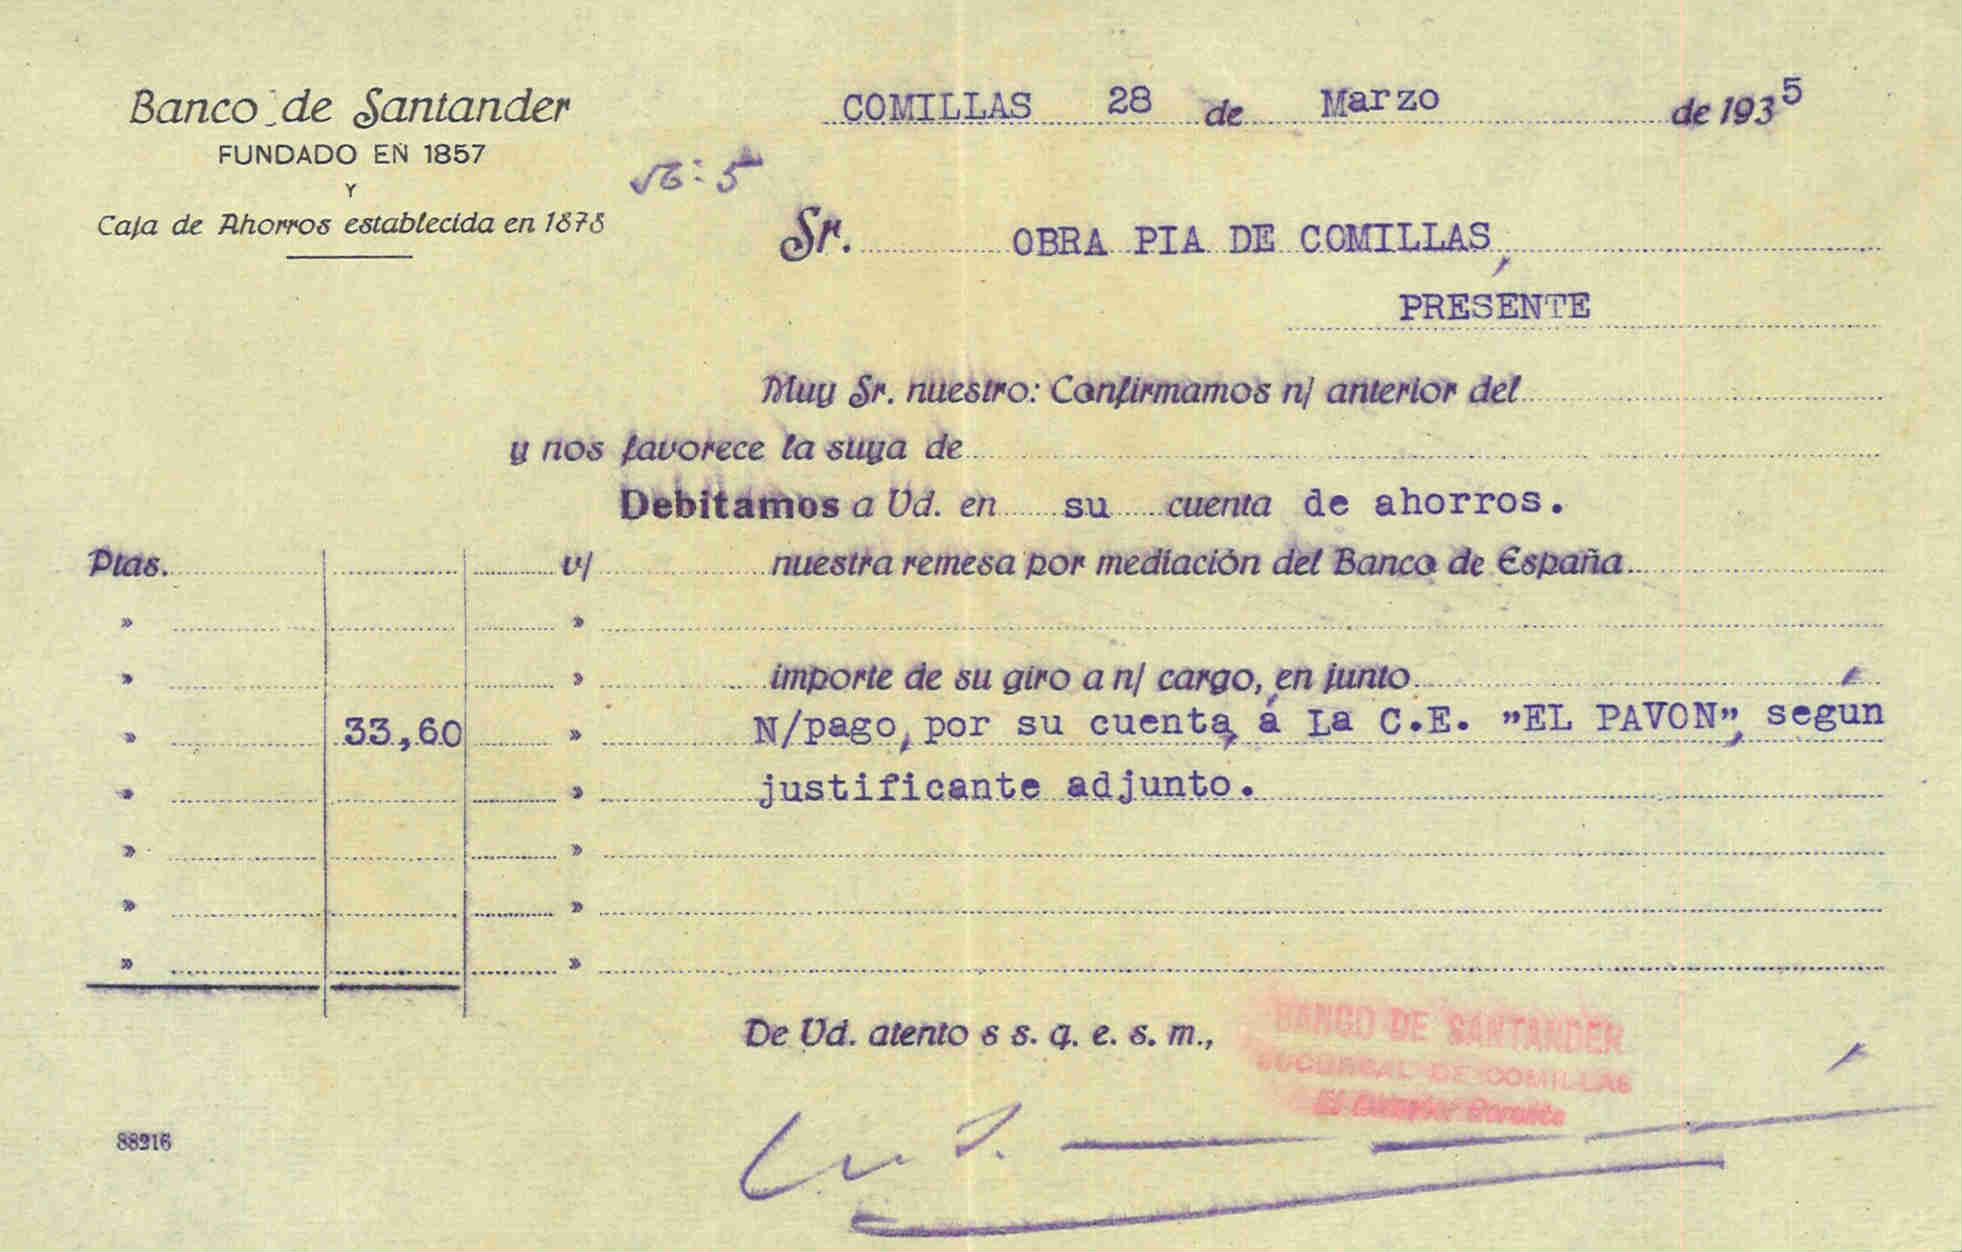 Banco de Santander
FUNDADO EN 1857
Y
Caja de Ahorros establecida en 1878
COMILLAS 28 de Marzo de 1935
Sr. OBRA PIA DE COMILLAS,
PRESENTE
Muy Sr. nuestro: Confirmamos n/ anterior del
y nos favorece la suya de
Debitamos a Ud. en su cuenta de ahorros.
Ptas. v/ nuestra remesa por mediación del Banco de España
» »
» » importe de su giro a n/ cargo, en junto
» 33,60 » N/pago, por su cuenta, á La C.E. "EL PAVON", segun
» » justificante adjunto.
» »
» »
» »
De Ud. atento s s. q. e. s. m.,
BANCO DE SANTANDER
SUCURSAL DE COMILLAS
El Gerente
88216